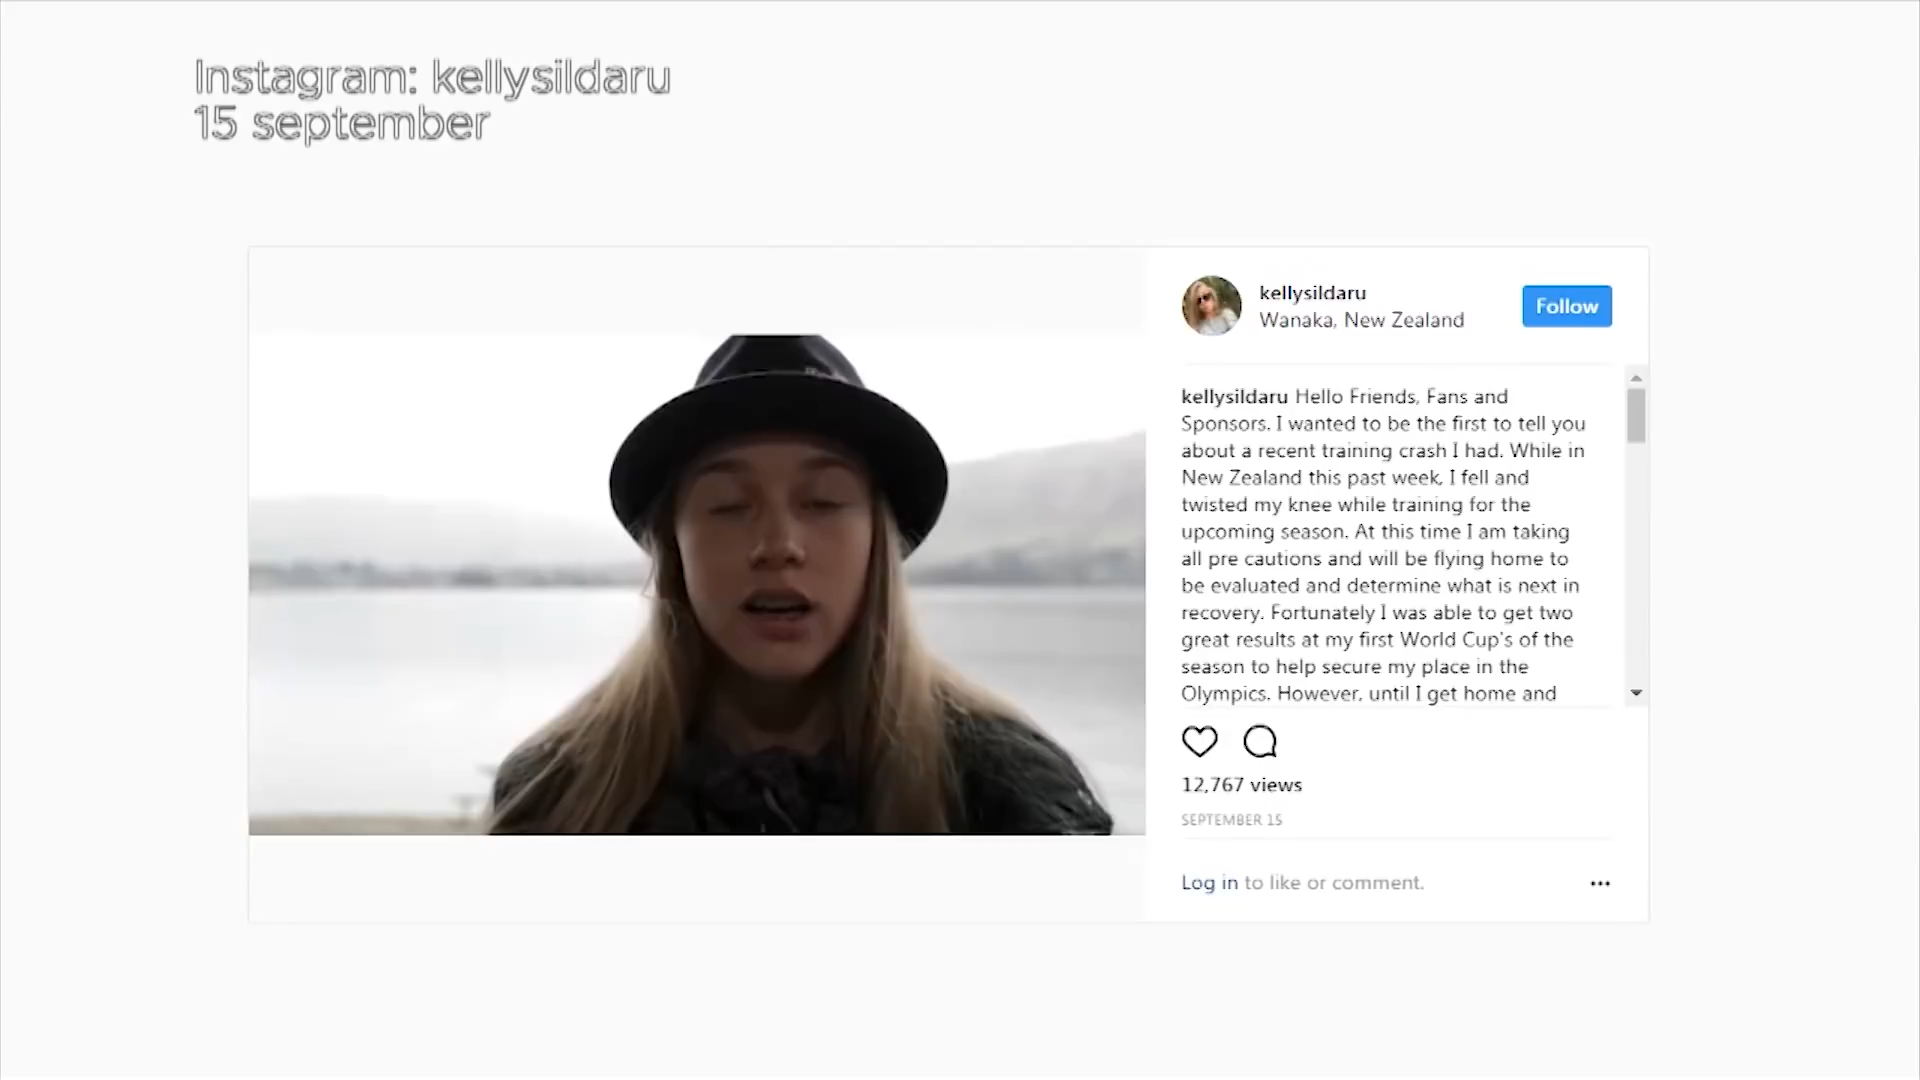 Instagram: kellysildaru
15 september
kellysildaru
Wanaka, New Zealand
Follow
kellysildaru Hello Friends, Fans and
Sponsors. I wanted to be the first to tell you
about a recent training crash I had. While in
New Zealand this past week, I fell and
twisted my knee while training for the
upcoming season. At this time I am taking
all pre cautions and will be flying home to
be evaluated and determine what is next in
recovery. Fortunately I was able to get two
great results at my first World Cup's of the
season to help secure my place in the
Olympics. However, until I get home and
12,767 views
SEPTEMBER 15
Log in to like or comment.